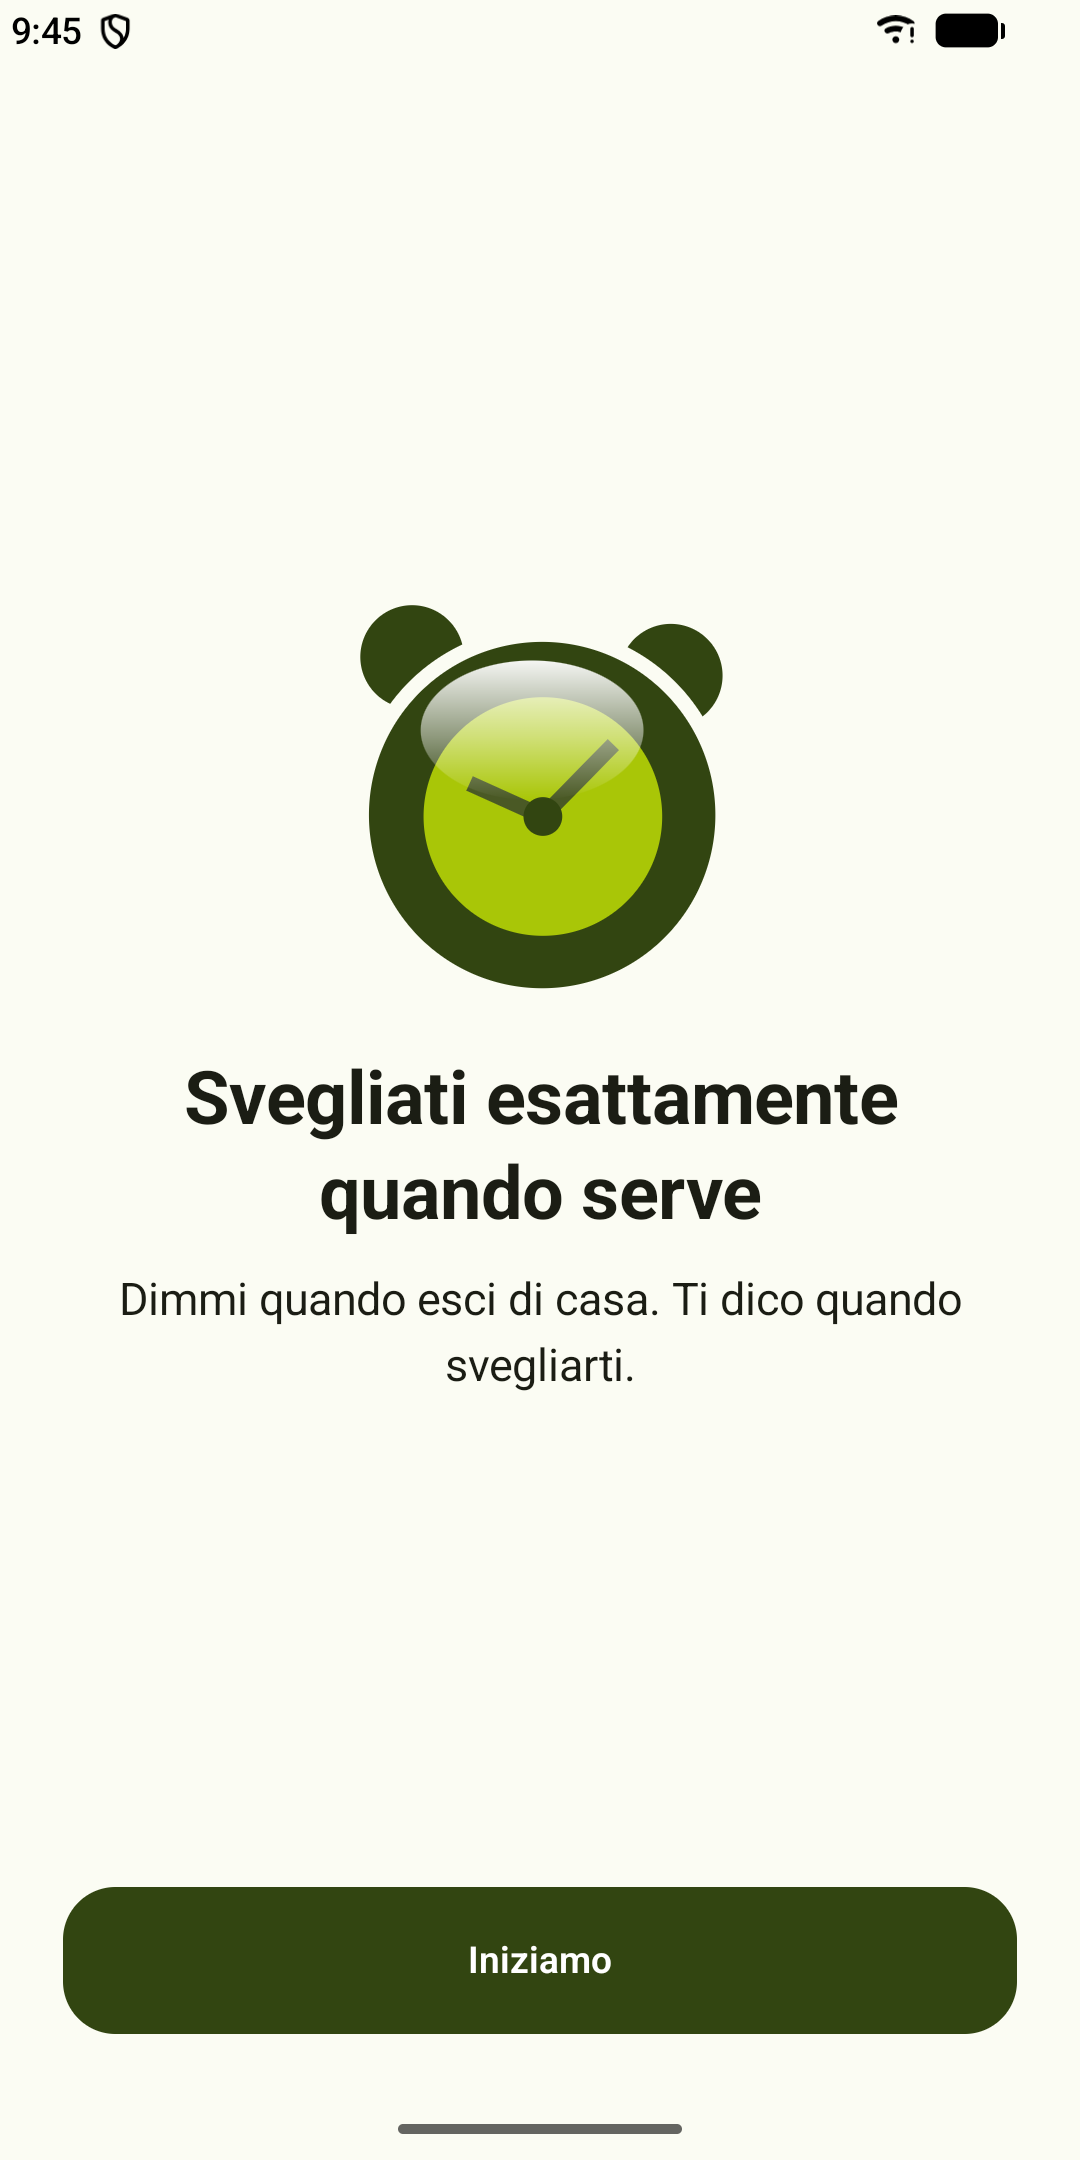 9:45
Svegliati esattamente
quando serve
Dimmi quando esci di casa. Ti dico quando
svegliarti.
Iniziamo